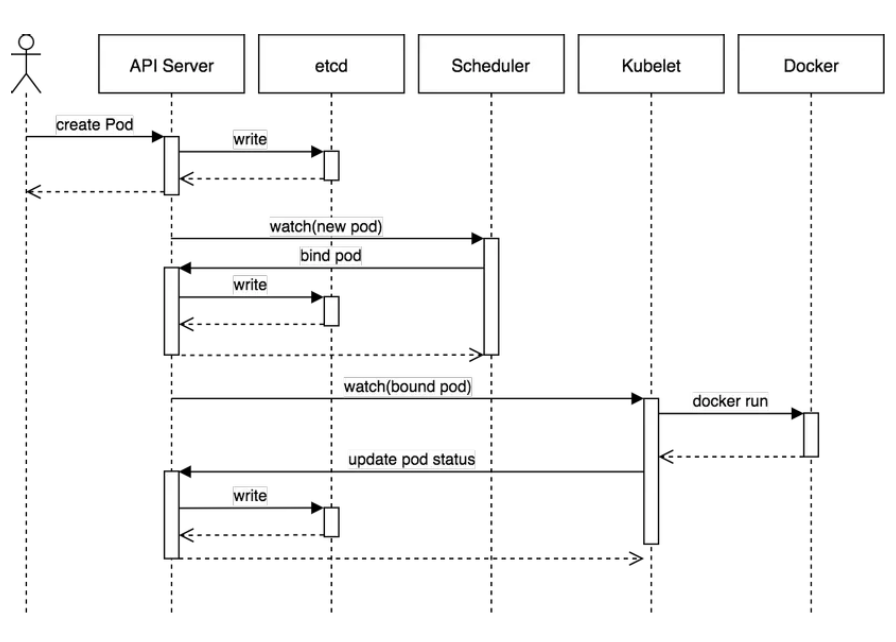 API Server
etcd
Scheduler
Kubelet
Docker
create Pod
write
watch(new pod)
bind pod
write
watch(bound pod)
docker run
update pod status
write